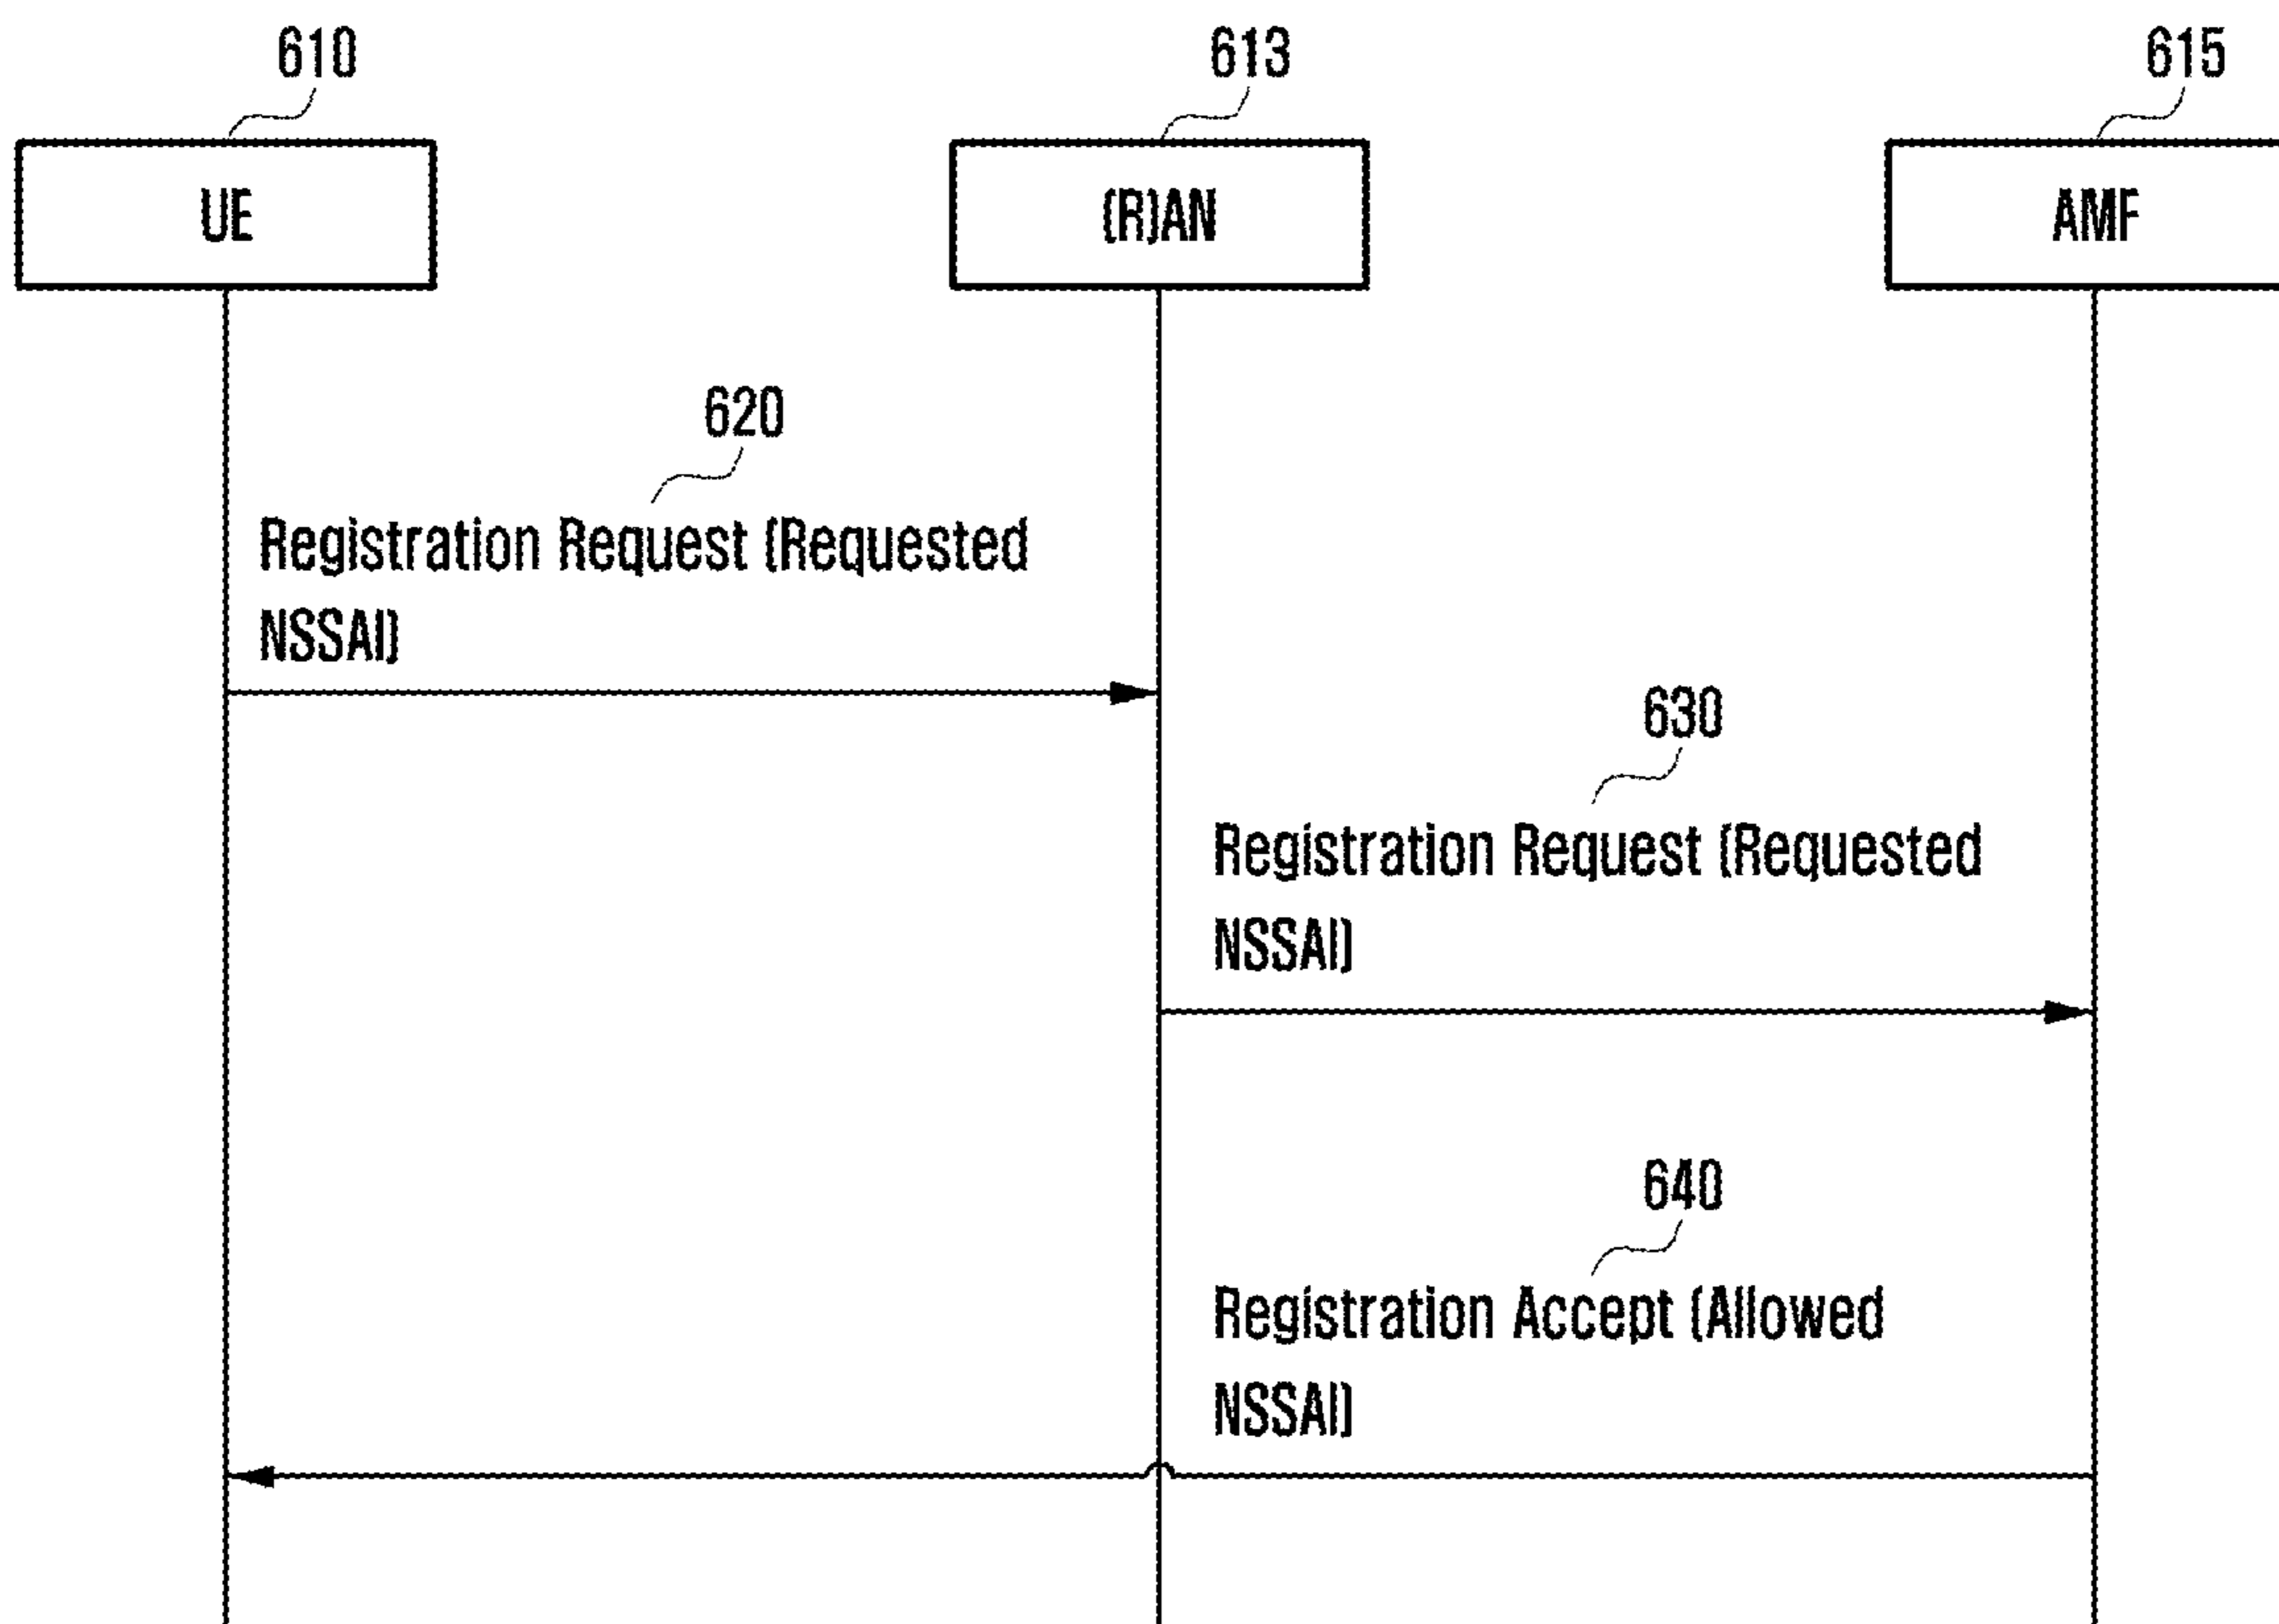 610
613
615
UE
(R)AN
AMF
620
Registration Request (Requested
NSSAI)
630
Registration Request (Requested
NSSAI)
640
Registration Accept (Allowed
NSSAI)